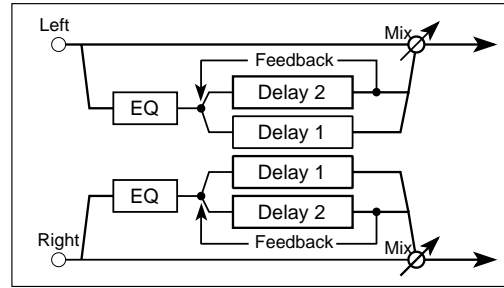 Left
Mix
Feedback
Delay 2
EQ
Delay 1
Delay 1
EQ
Delay 2
Right
Feedback
Mix